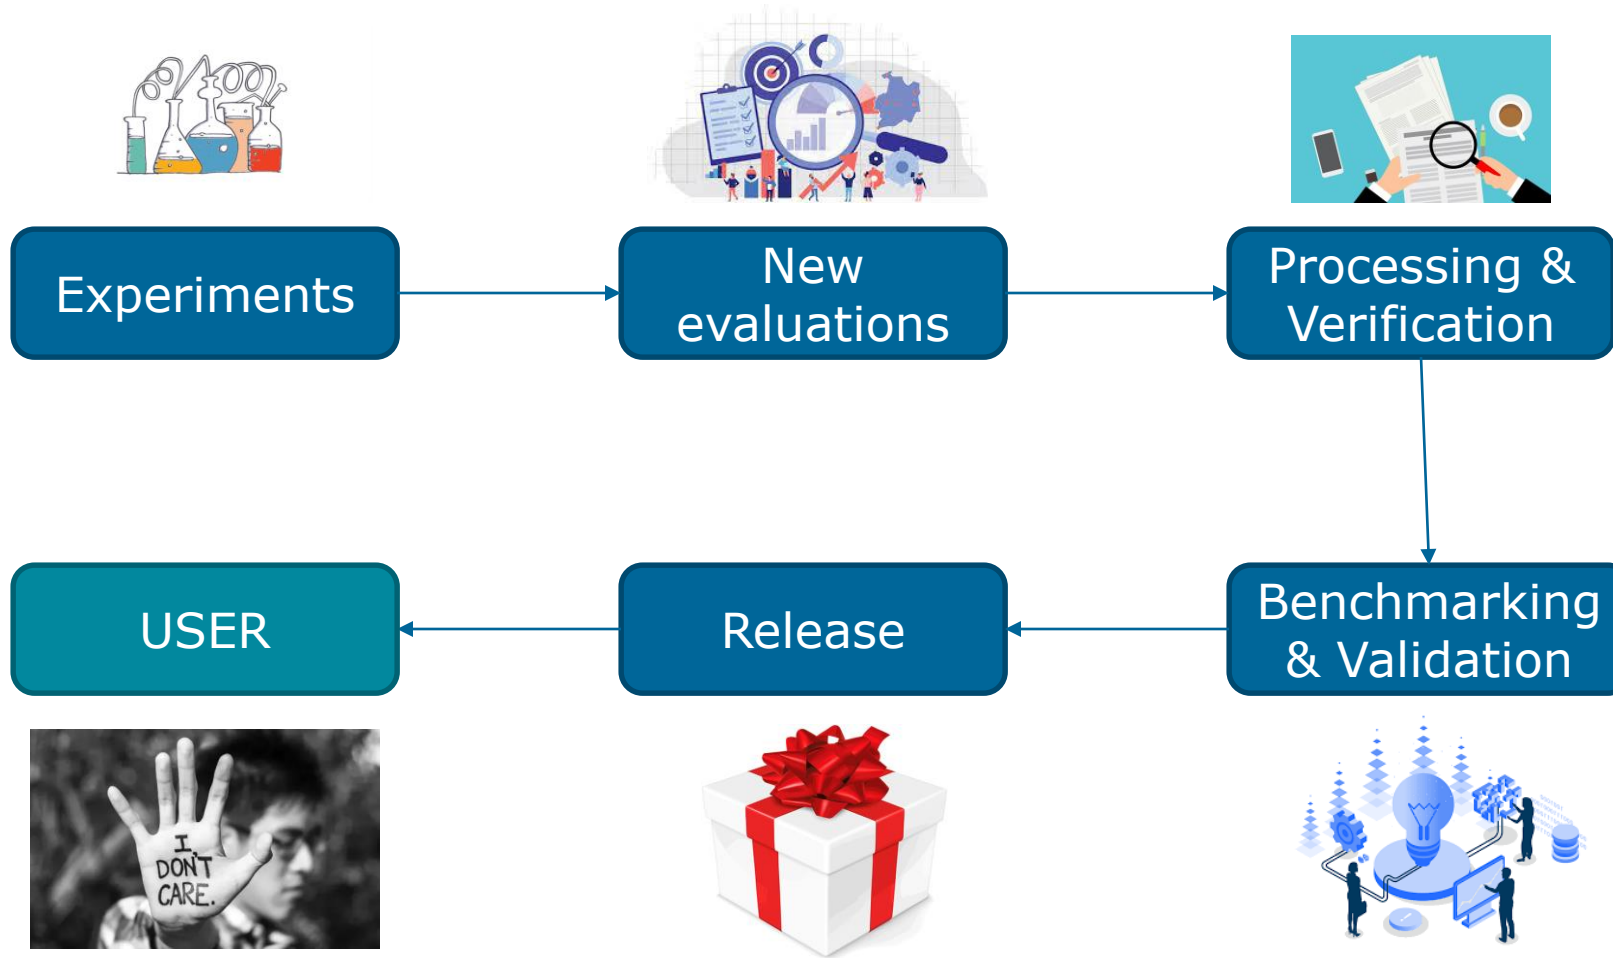 Experiments
New
evaluations
Processing &
Verification
USER
Release
Benchmarking
& Validation
I
DON'T
CARE.